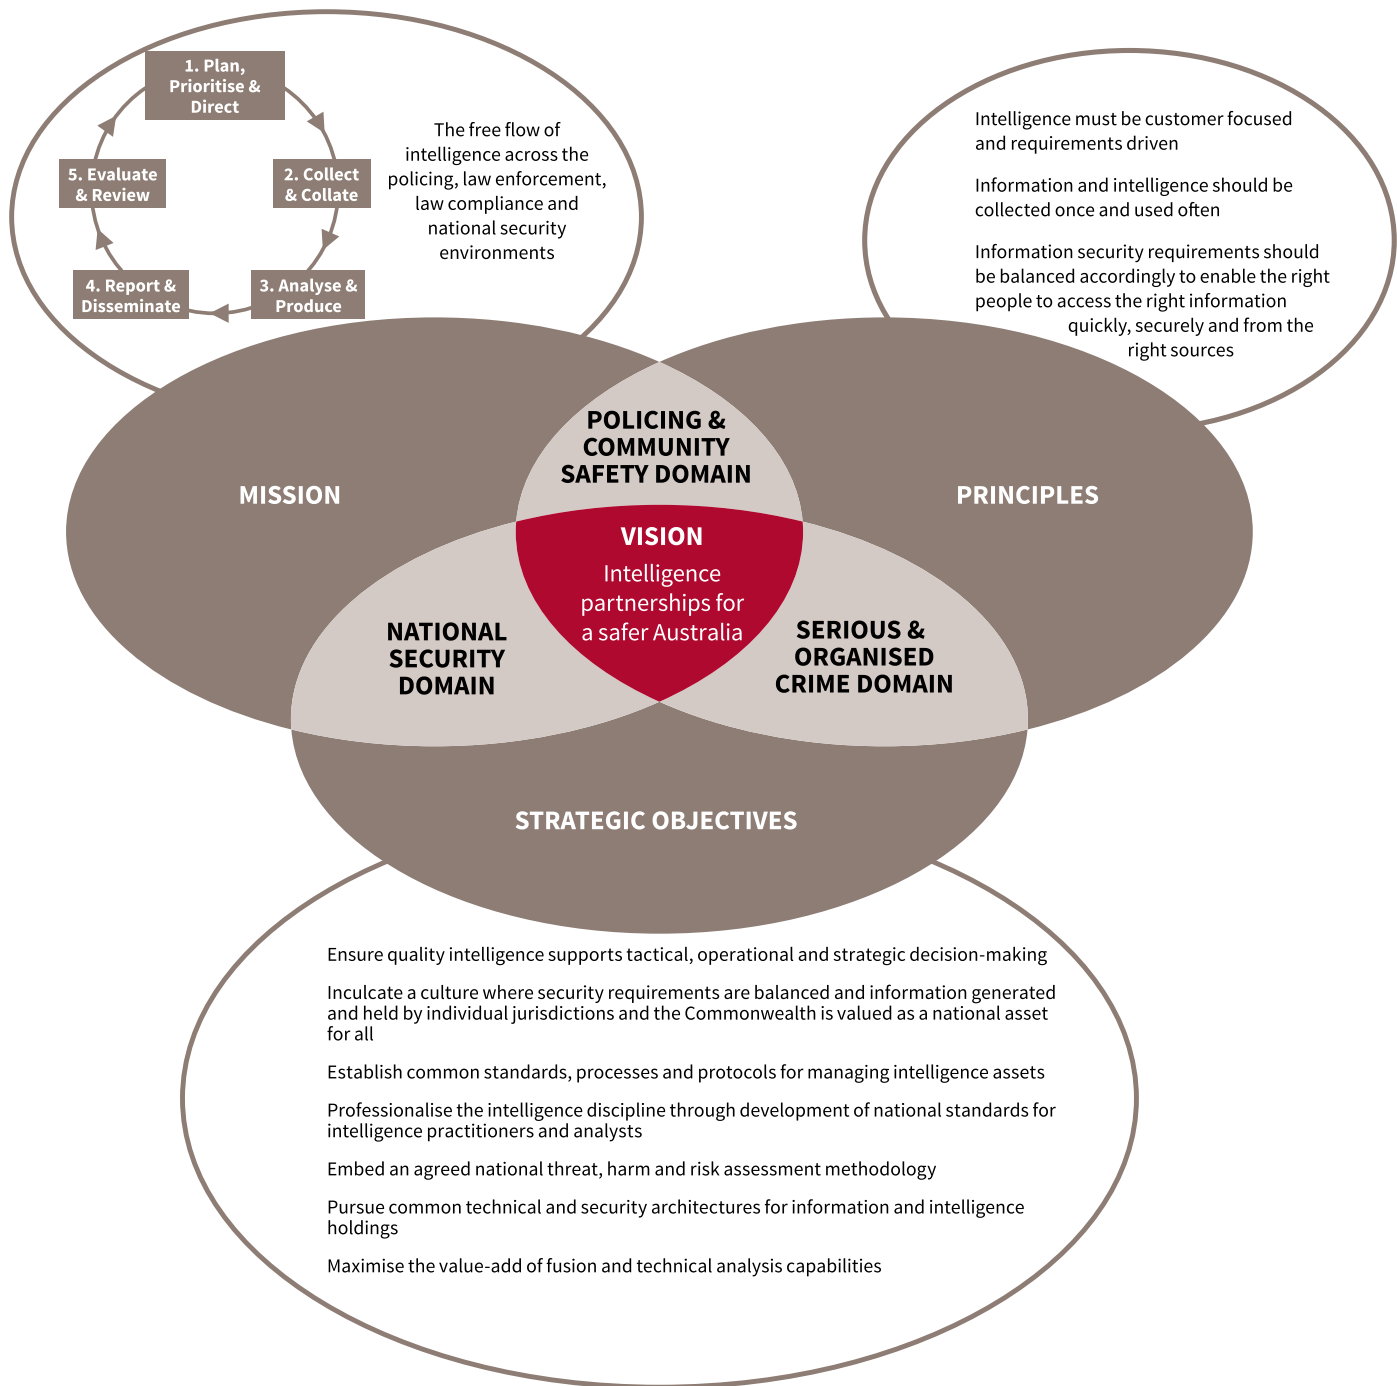 1. Plan,
Prioritise &
Direct
2. Collect
& Collate
3. Analyse &
Produce
4. Report &
Disseminate
5. Evaluate
& Review
The free flow of
intelligence across the
policing, law enforcement,
law compliance and
national security
environments
Intelligence must be customer focused
and requirements driven
Information and intelligence should be
collected once and used often
Information security requirements should
be balanced accordingly to enable the right
people to access the right information
quickly, securely and from the
right sources
MISSION
POLICING &
COMMUNITY
SAFETY DOMAIN
PRINCIPLES
VISION
Intelligence
partnerships for
a safer Australia
NATIONAL
SECURITY
DOMAIN
SERIOUS &
ORGANISED
CRIME DOMAIN
STRATEGIC OBJECTIVES
Ensure quality intelligence supports tactical, operational and strategic decision-making
Inculcate a culture where security requirements are balanced and information generated
and held by individual jurisdictions and the Commonwealth is valued as a national asset
for all
Establish common standards, processes and protocols for managing intelligence assets
Professionalise the intelligence discipline through development of national standards for
intelligence practitioners and analysts
Embed an agreed national threat, harm and risk assessment methodology
Pursue common technical and security architectures for information and intelligence
holdings
Maximise the value-add of fusion and technical analysis capabilities